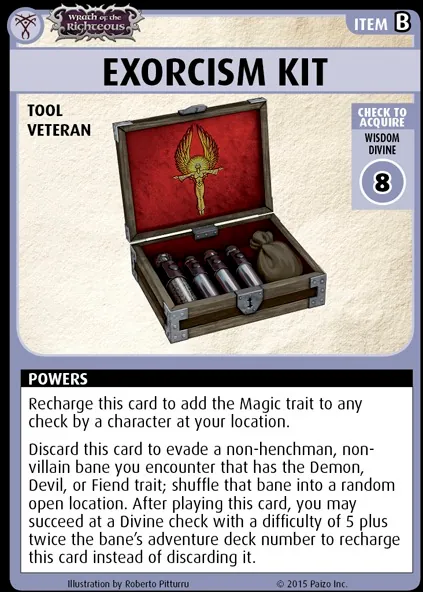 Wrath of the
Righteous
ITEM B
EXORCISM KIT
TOOL
VETERAN
CHECK TO
ACQUIRE
WISDOM
DIVINE
8
POWERS
Recharge this card to add the Magic trait to any
check by a character at your location.
Discard this card to evade a non-henchman, non-
villain bane you encounter that has the Demon,
Devil, or Fiend trait; shuffle that bane into a random
open location. After playing this card, you may
succeed at a Divine check with a difficulty of 5 plus
twice the bane's adventure deck number to recharge
this card instead of discarding it.
Illustration by Roberto Pitturru © 2015 Paizo Inc.